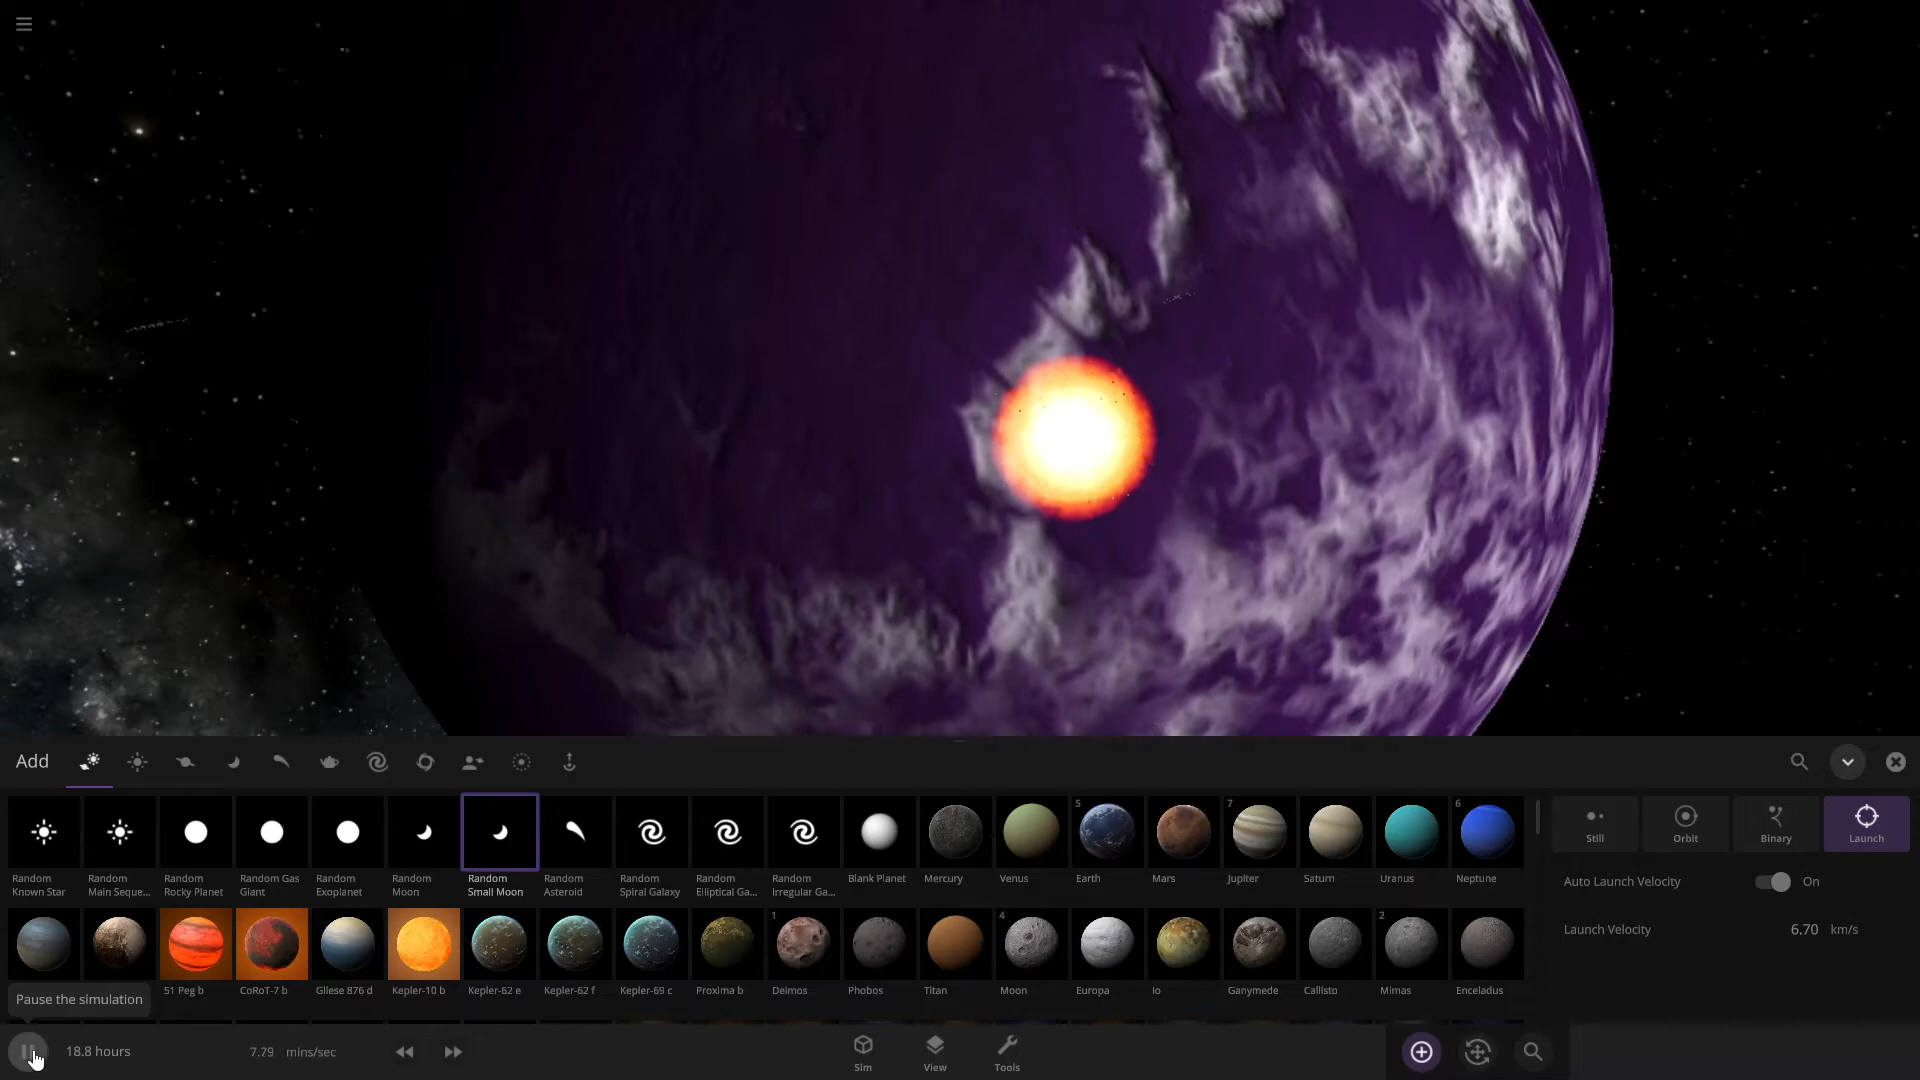 Add
5
7
6
Random
Known Star
Random
Main Seque...
Random
Rocky Planet
Random Gas
Giant
Random
Exoplanet
Random
Moon
Random
Small Moon
Random
Asteroid
Random
Spiral Galaxy
Random
Elliptical Ga...
Random
Irregular Ga...
Blank Planet
Mercury
Venus
Earth
Mars
Jupiter
Saturn
Uranus
Neptune
Still
Orbit
Binary
Launch
Auto Launch Velocity
On
Launch Velocity
6.70 km/s
1
4
2
51 Peg b
CoRoT-7 b
Gliese 876 d
Kepler-10 b
Kepler-62 e
Kepler-62 f
Kepler-69 c
Proxima b
Deimos
Phobos
Titan
Moon
Europa
Io
Ganymede
Callisto
Mimas
Enceladus
Pause the simulation
18.8 hours
7.79 mins/sec
Sim
View
Tools